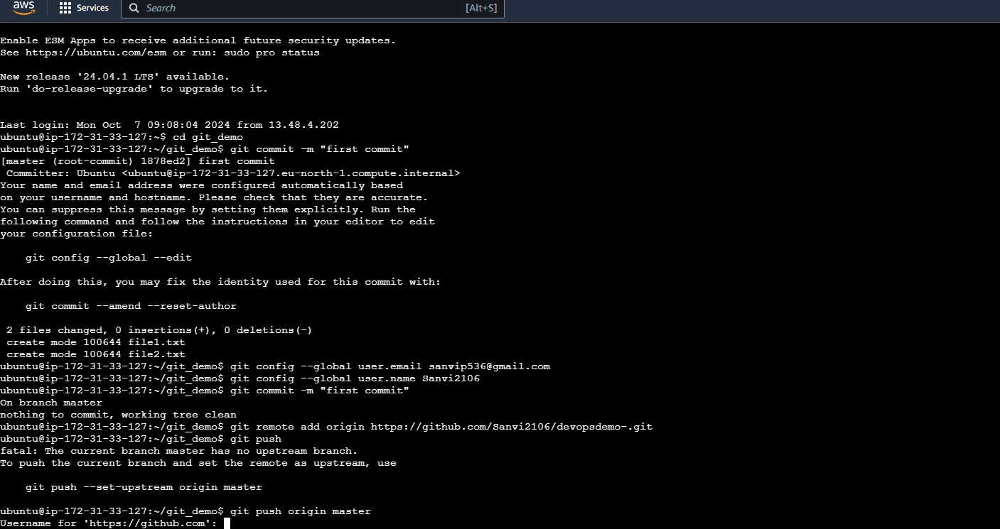 aws
Services
Search
[Alt+S]
Enable ESM Apps to receive additional future security updates.
See https://ubuntu.com/esm or run: sudo pro status
New release '24.04.1 LTS' available.
Run 'do-release-upgrade' to upgrade to it.
Last login: Mon Oct  7 09:08:04 2024 from 13.48.4.202
ubuntu@ip-172-31-33-127:~$ cd git_demo
ubuntu@ip-172-31-33-127:~/git_demo$ git commit -m "first commit"
[master (root-commit) 1878ed2] first commit
 Committer: Ubuntu <ubuntu@ip-172-31-33-127.eu-north-1.compute.internal>
Your name and email address were configured automatically based
on your username and hostname. Please check that they are accurate.
You can suppress this message by setting them explicitly. Run the
following command and follow the instructions in your editor to edit
your configuration file:
    git config --global --edit
After doing this, you may fix the identity used for this commit with:
    git commit --amend --reset-author
 2 files changed, 0 insertions(+), 0 deletions(-)
 create mode 100644 file1.txt
 create mode 100644 file2.txt
ubuntu@ip-172-31-33-127:~/git_demo$ git config --global user.email sanvip536@gmail.com
ubuntu@ip-172-31-33-127:~/git_demo$ git config --global user.name Sanvi2106
ubuntu@ip-172-31-33-127:~/git_demo$ git commit -m "first commit"
On branch master
nothing to commit, working tree clean
ubuntu@ip-172-31-33-127:~/git_demo$ git remote add origin https://github.com/Sanvi2106/devopsdemo-.git
ubuntu@ip-172-31-33-127:~/git_demo$ git push
fatal: The current branch master has no upstream branch.
To push the current branch and set the remote as upstream, use
    git push --set-upstream origin master
ubuntu@ip-172-31-33-127:~/git_demo$ git push origin master
Username for 'https://github.com':